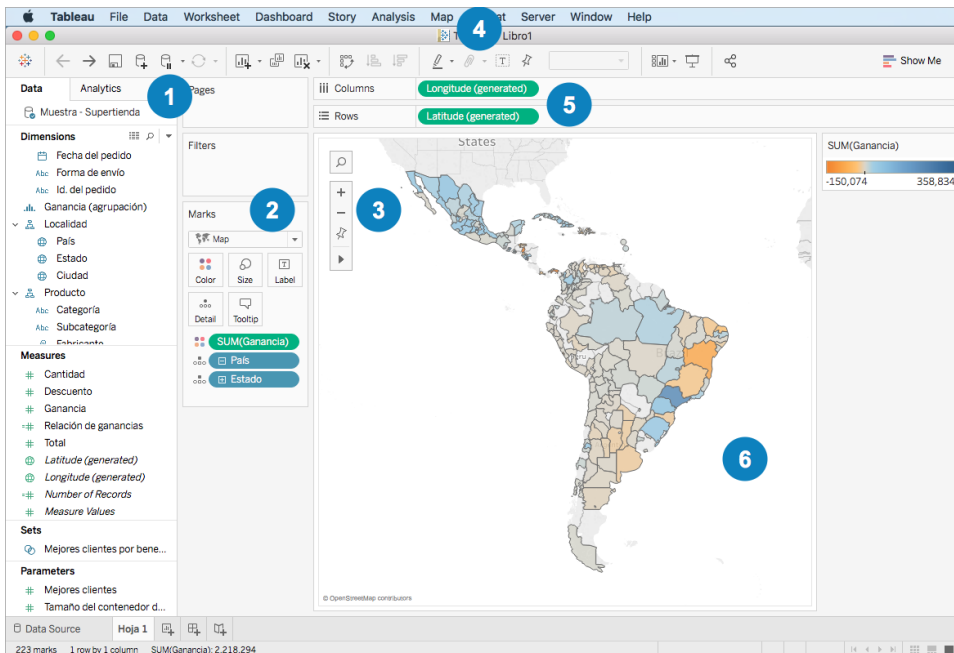 Tableau File Data Worksheet Dashboard Story Analysis Map Server Window Help
4
Libro1
Show Me
Data Analytics
1
Pages
Columns Longitude (generated)
5
Rows Latitude (generated)
Muestra - Supertienda
Dimensions
Fecha del pedido
Abc Forma de envío
Abc Id. del pedido
Ganancia (agrupación)
Localidad
País
Estado
Ciudad
Producto
Abc Categoría
Abc Subcategoría
Fabricante
Measures
# Cantidad
# Descuento
# Ganancia
=# Relación de ganancias
# Total
Latitude (generated)
Longitude (generated)
=# Number of Records
# Measure Values
Sets
Mejores clientes por bene...
Parameters
# Mejores clientes
# Tamaño del contenedor d...
Filters
Marks
2
Map
Color Size Label
Detail Tooltip
SUM(Ganancia)
País
Estado
States
3
6
© OpenStreetMap contributors
SUM(Ganancia)
-150,074 358,834
Data Source Hoja 1
223 marks 1 row by 1 column SUM(Ganancia): 2,218,294